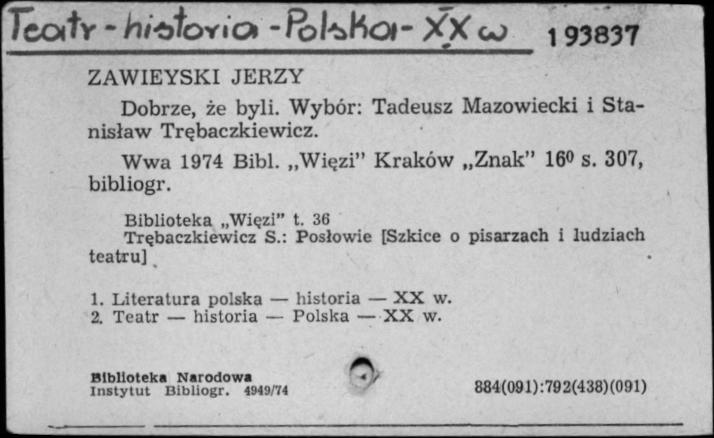 Teatr - historia - Polska - XX w 193837
ZAWIEYSKI JERZY
Dobrze, że byli. Wybór: Tadeusz Mazowiecki i Sta-
nisław Trębaczkiewicz.
Wwa 1974 Bibl. „Więzi” Kraków „Znak” 16⁰ s. 307,
bibliogr.
Biblioteka „Więzi” t. 36
Trębaczkiewicz S.: Posłowie [Szkice o pisarzach i ludziach
teatru]
1. Literatura polska — historia — XX w.
2. Teatr — historia — Polska — XX w.
Biblioteka Narodowa
Instytut Bibliogr. 4949/74 884(091):792(438)(091)